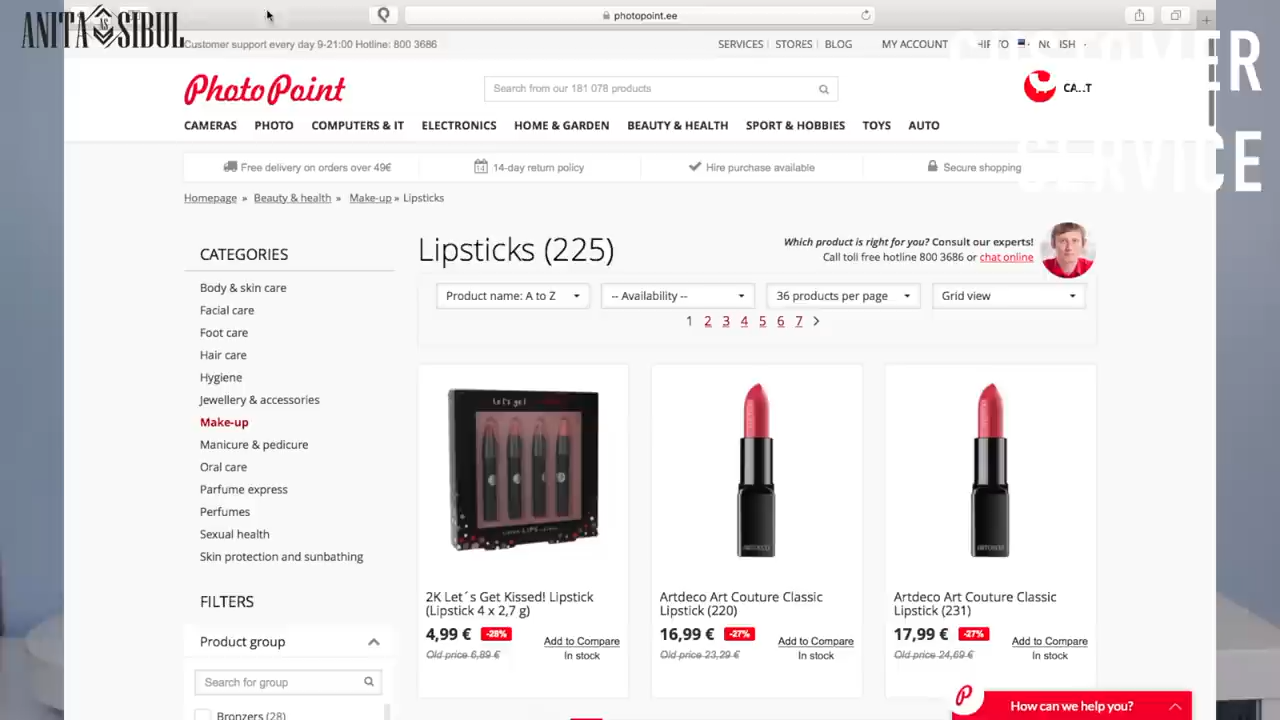 ANITA AS SIBUL
photopoint.ee
CUSTOMER
SERVICE
Customer support every day 9-21:00 Hotline: 800 3686
SERVICES STORES BLOG MY ACCOUNT
PhotoPoint
Search from our 181 078 products
CAMERAS PHOTO COMPUTERS & IT ELECTRONICS HOME & GARDEN BEAUTY & HEALTH SPORT & HOBBIES TOYS AUTO
Free delivery on orders over 49€ 14 14-day return policy Hire purchase available Secure shopping
Homepage » Beauty & health » Make-up » Lipsticks
CATEGORIES
Body & skin care
Facial care
Foot care
Hair care
Hygiene
Jewellery & accessories
Make-up
Manicure & pedicure
Oral care
Parfume express
Perfumes
Sexual health
Skin protection and sunbathing
FILTERS
Product group
Search for group
Bronzers (28)
Lipsticks (225)
Which product is right for you? Consult our experts!
Call toll free hotline 800 3686 or chat online
Product name: A to Z -- Availability -- 36 products per page Grid view
1 2 3 4 5 6 7
let's get
LIPS
2K Let´s Get Kissed! Lipstick
(Lipstick 4 x 2,7 g)
4,99 € -28% Add to Compare
Old price 6,89 € In stock
ARTDECO
Artdeco Art Couture Classic
Lipstick (220)
16,99 € -27% Add to Compare
Old price 23,29 € In stock
ARTDECO
Artdeco Art Couture Classic
Lipstick (231)
17,99 € -27% Add to Compare
Old price 24,69 € In stock
How can we help you?